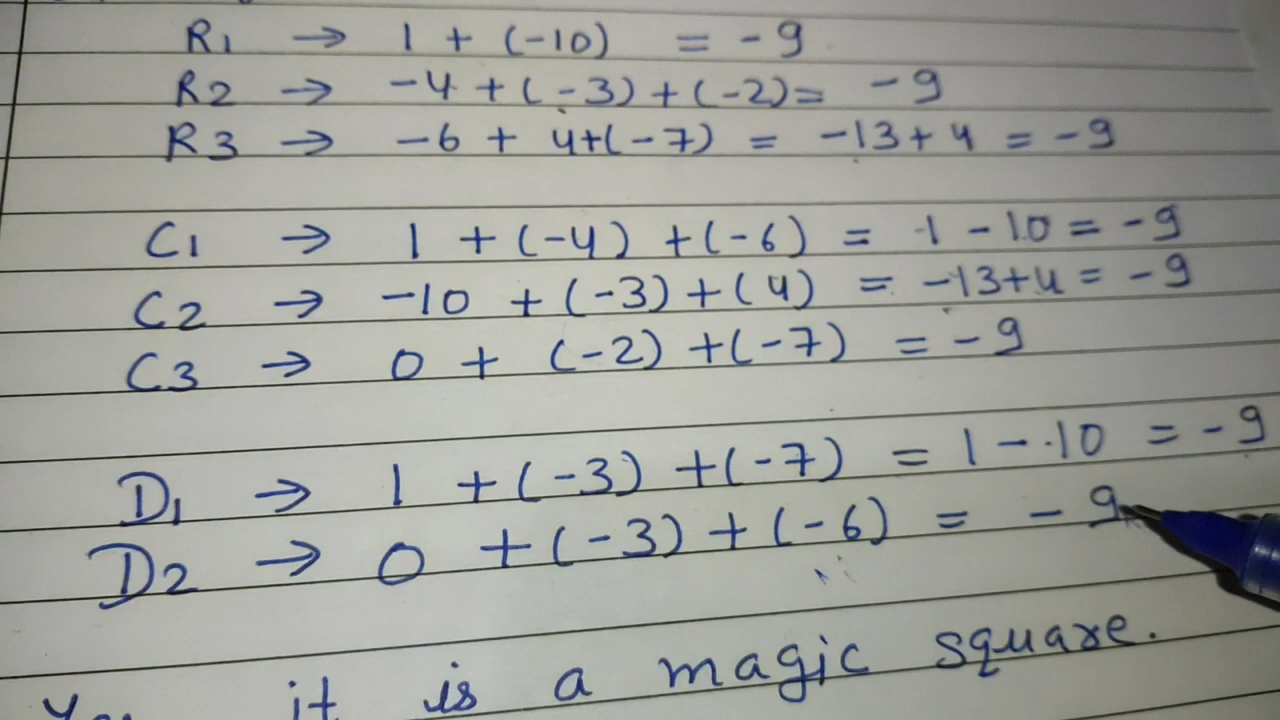 R1 → 1 + (-10) = -9
R2 → -4 + (-3) + (-2) = -9
R3 → -6 + 4+(-7) = -13+4 = -9
C1 → 1 + (-4) + (-6) = 1 - 10 = -9
C2 → -10 + (-3) + (4) = -13+4 = -9
C3 → 0 + (-2) + (-7) = -9
D1 → 1 + (-3) + (-7) = 1 - 10 = -9
D2 → 0 + (-3) + (-6) = -9
it is a magic square.